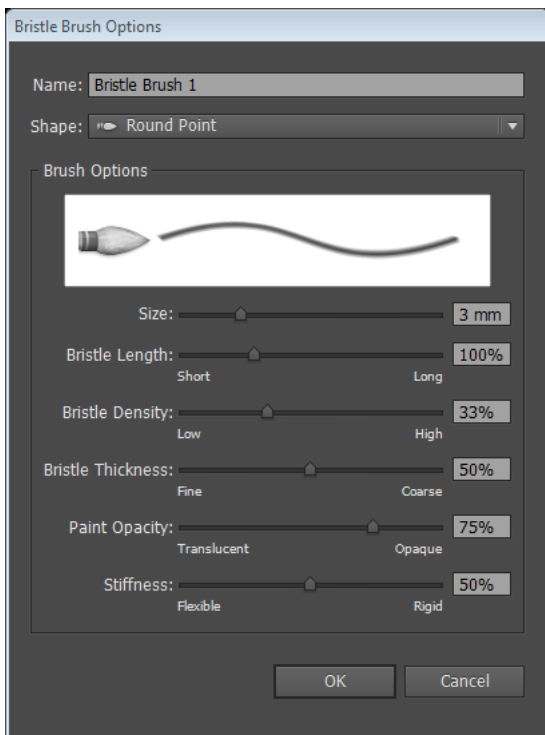 Bristle Brush Options
Name: Bristle Brush 1
Shape: Round Point
Brush Options
Size: 3 mm
Bristle Length: 100%
Short Long
Bristle Density: 33%
Low High
Bristle Thickness: 50%
Fine Coarse
Paint Opacity: 75%
Translucent Opaque
Stiffness: 50%
Flexible Rigid
OK Cancel